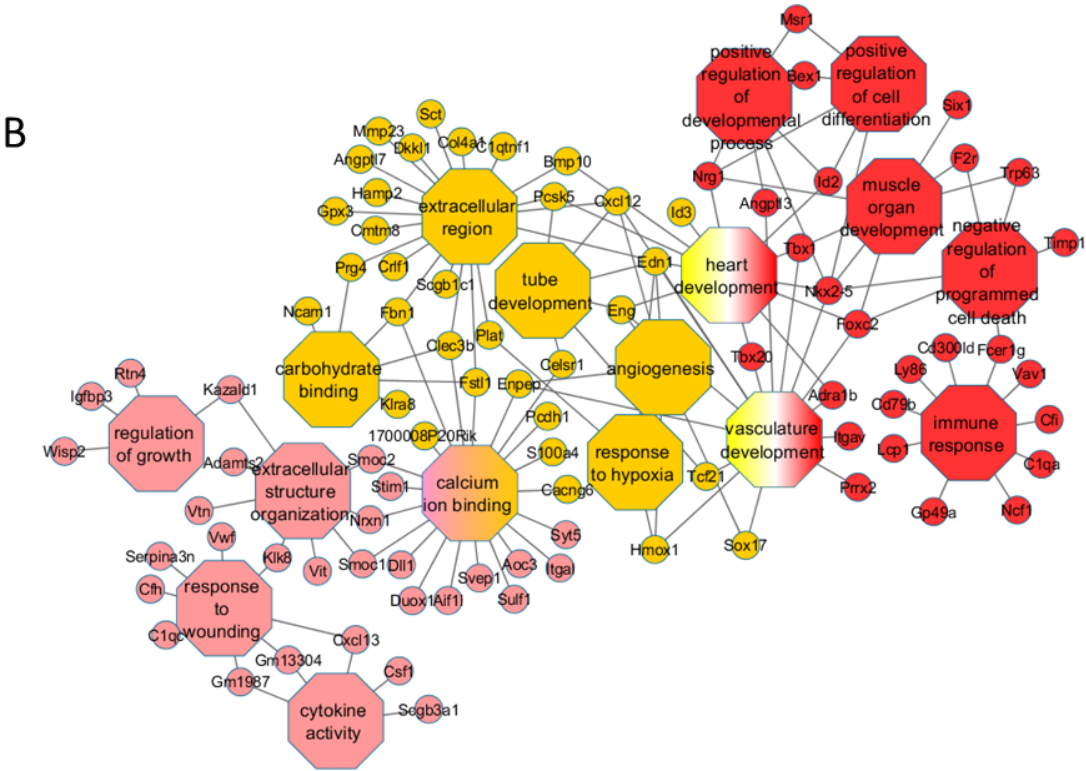 B
Msr1
positive
regulation
of
developmental
process
Bex1
positive
regulation
of cell
differentiation
Six1
F2r
Trp63
Timp1
Nrg1
Id2
Angptl3
muscle
organ
development
negative
regulation
of
programmed
cell death
Sct
Mmp23
Dkkl1
Col4a1
C1qtnf1
Angptl7
Hamp2
Gpx3
Cmtm8
extracellular
region
Bmp10
Pcsk5
Cxcl12
Id3
heart
development
Tbx1
Nkx2-5
Foxc2
Prg4
Crlf1
Scgb1c1
tube
development
Edn1
Eng
Ncam1
Fbn1
Plat
Clec3b
Celsr1
Tbx20
Cd300ld
Fcer1g
Ly86
Vav1
carbohydrate
binding
Fstl1
Enpep
angiogenesis
Adra1b
Cd79b
Cfi
Klra8
Pcdh1
Rtn4
Igfbp3
Kazald1
Wisp2
regulation
of growth
1700008P20Rik
S100a4
response
to hypoxia
vasculature
development
Itgav
Lcp1
immune
response
C1qa
Adamts2
extracellular
structure
organization
Smoc2
Stim1
calcium
ion binding
Cacng6
Tcf21
Prrx2
Gp49a
Ncf1
Vtn
Nrxn1
Syt5
Hmox1
Sox17
Vwf
Serpina3n
Klk8
Vit
Smoc1
Dll1
Svep1
Aoc3
Itgal
Cfh
response
to
wounding
Duox1
Aif1l
Sulf1
C1qc
Cxcl13
Gm13304
Gm1987
Csf1
cytokine
activity
Scgb3a1